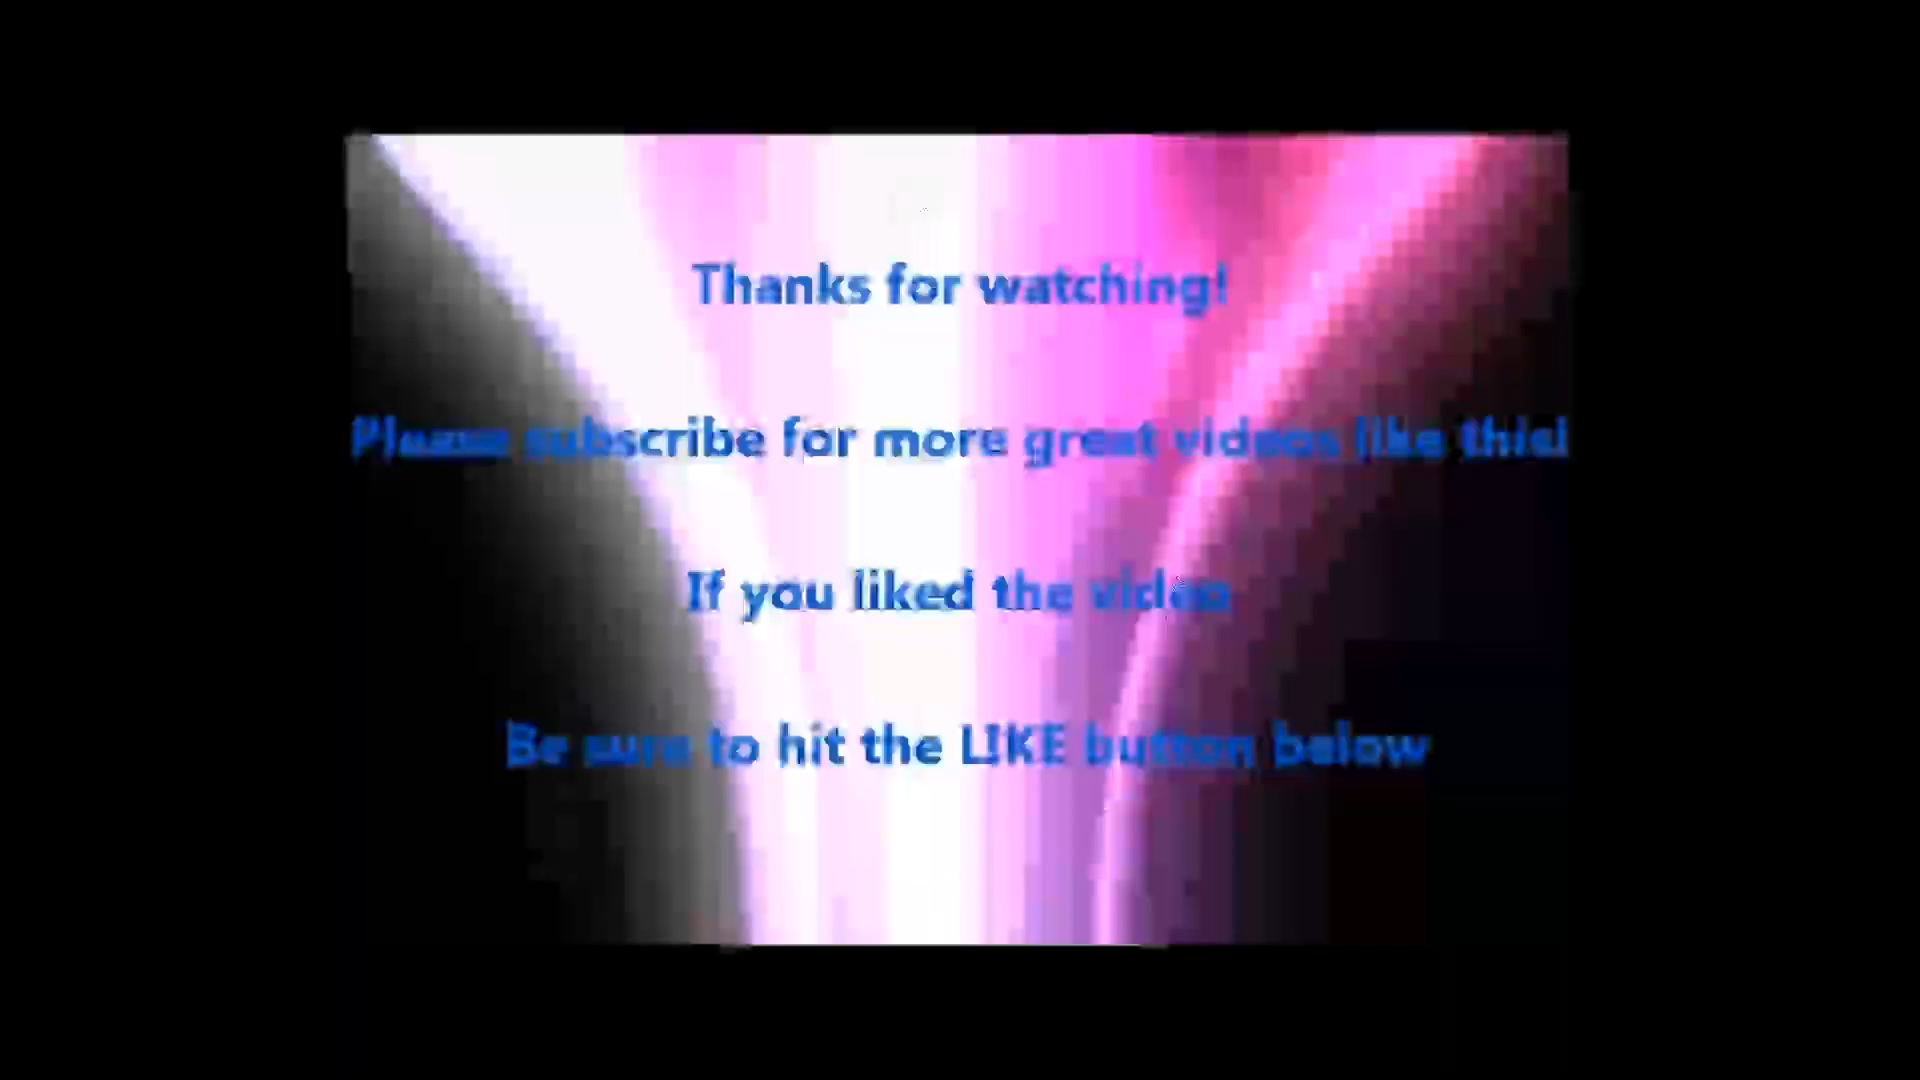 Thanks for watching!
Please subscribe for more great videos like this!
If you liked the video
Be sure to hit the LIKE button below